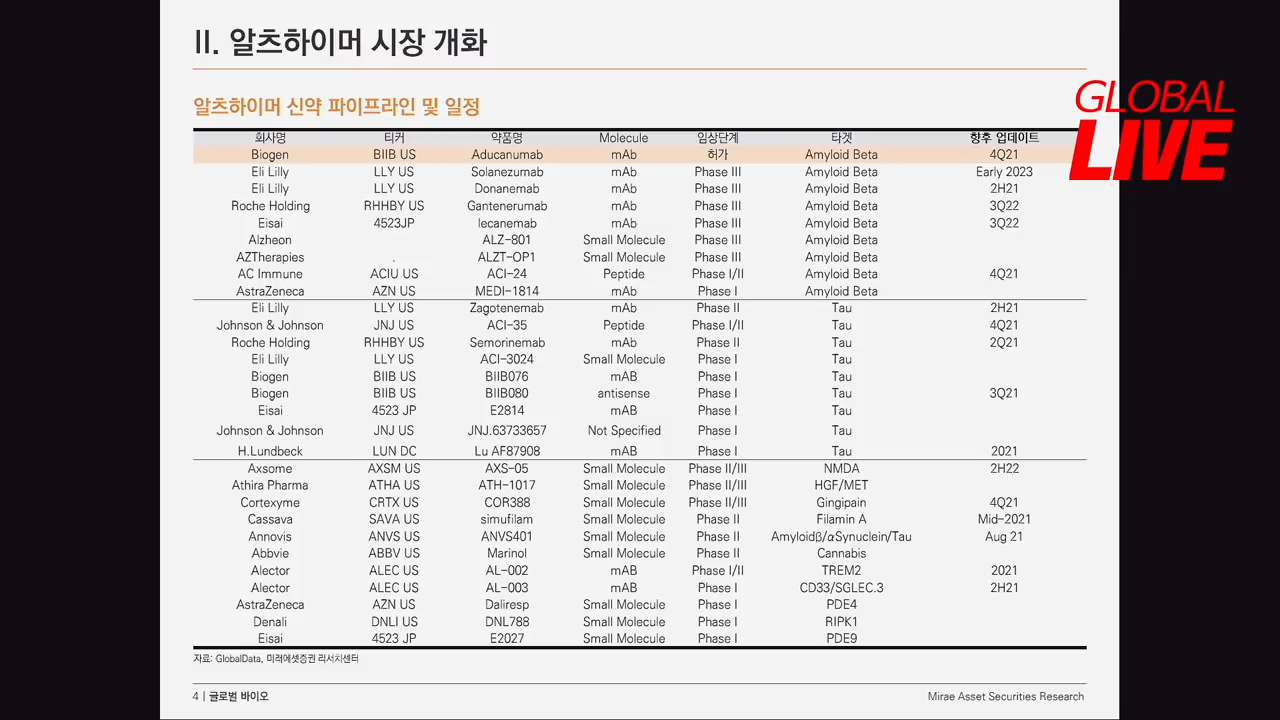 II. 알츠하이머 시장 개화
GLOBAL
LIVE
알츠하이머 신약 파이프라인 및 일정
회사명 티커 약품명 Molecule 임상단계 타겟 향후 업데이트
Biogen BIIB US Aducanumab mAb 허가 Amyloid Beta 4Q21
Eli Lilly LLY US Solanezumab mAb Phase III Amyloid Beta Early 2023
Eli Lilly LLY US Donanemab mAb Phase III Amyloid Beta 2H21
Roche Holding RHHBY US Gantenerumab mAb Phase III Amyloid Beta 3Q22
Eisai 4523JP lecanemab mAb Phase III Amyloid Beta 3Q22
Alzheon ALZ-801 Small Molecule Phase III Amyloid Beta
AZTherapies . ALZT-OP1 Small Molecule Phase III Amyloid Beta
AC Immune ACIU US ACI-24 Peptide Phase I/II Amyloid Beta 4Q21
AstraZeneca AZN US MEDI-1814 mAb Phase I Amyloid Beta
Eli Lilly LLY US Zagotenemab mAb Phase II Tau 2H21
Johnson & Johnson JNJ US ACI-35 Peptide Phase I/II Tau 4Q21
Roche Holding RHHBY US Semorinemab mAb Phase II Tau 2Q21
Eli Lilly LLY US ACI-3024 Small Molecule Phase I Tau
Biogen BIIB US BIIB076 mAB Phase I Tau
Biogen BIIB US BIIB080 antisense Phase I Tau 3Q21
Eisai 4523 JP E2814 mAB Phase I Tau
Johnson & Johnson JNJ US JNJ.63733657 Not Specified Phase I Tau
H.Lundbeck LUN DC Lu AF87908 mAB Phase I Tau 2021
Axsome AXSM US AXS-05 Small Molecule Phase II/III NMDA 2H22
Athira Pharma ATHA US ATH-1017 Small Molecule Phase II/III HGF/MET
Cortexyme CRTX US COR388 Small Molecule Phase II/III Gingipain 4Q21
Cassava SAVA US simufilam Small Molecule Phase II Filamin A Mid-2021
Annovis ANVS US ANVS401 Small Molecule Phase II Amyloidβ/αSynuclein/Tau Aug 21
Abbvie ABBV US Marinol Small Molecule Phase II Cannabis
Alector ALEC US AL-002 mAB Phase I/II TREM2 2021
Alector ALEC US AL-003 mAB Phase I CD33/SGLEC.3 2H21
AstraZeneca AZN US Daliresp Small Molecule Phase I PDE4
Denali DNLI US DNL788 Small Molecule Phase I RIPK1
Eisai 4523 JP E2027 Small Molecule Phase I PDE9
자료: GlobalData, 미래에셋증권 리서치센터
4 | 글로벌 바이오 Mirae Asset Securities Research